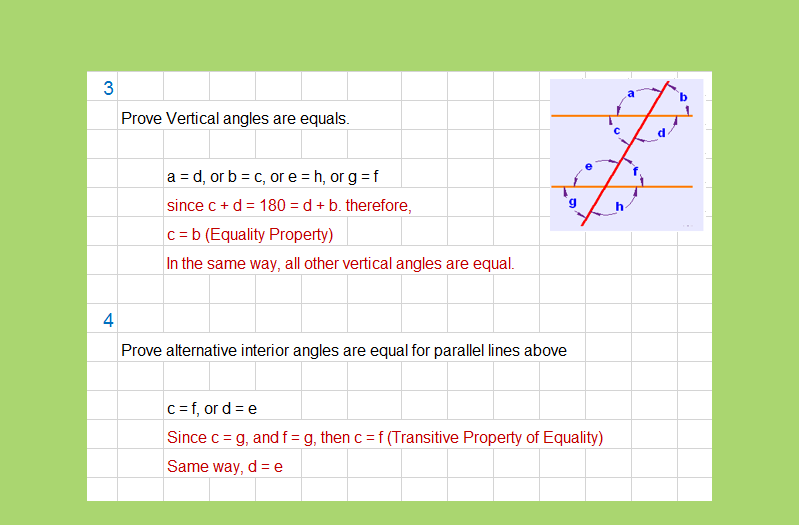 3
Prove Vertical angles are equals.
a = d, or b = c, or e = h, or g = f
since c + d = 180 = d + b. therefore,
c = b (Equality Property)
In the same way, all other vertical angles are equal.
a
b
c
d
e
f
g
h
4
Prove alternative interior angles are equal for parallel lines above
c = f, or d = e
Since c = g, and f = g, then c = f (Transitive Property of Equality)
Same way, d = e